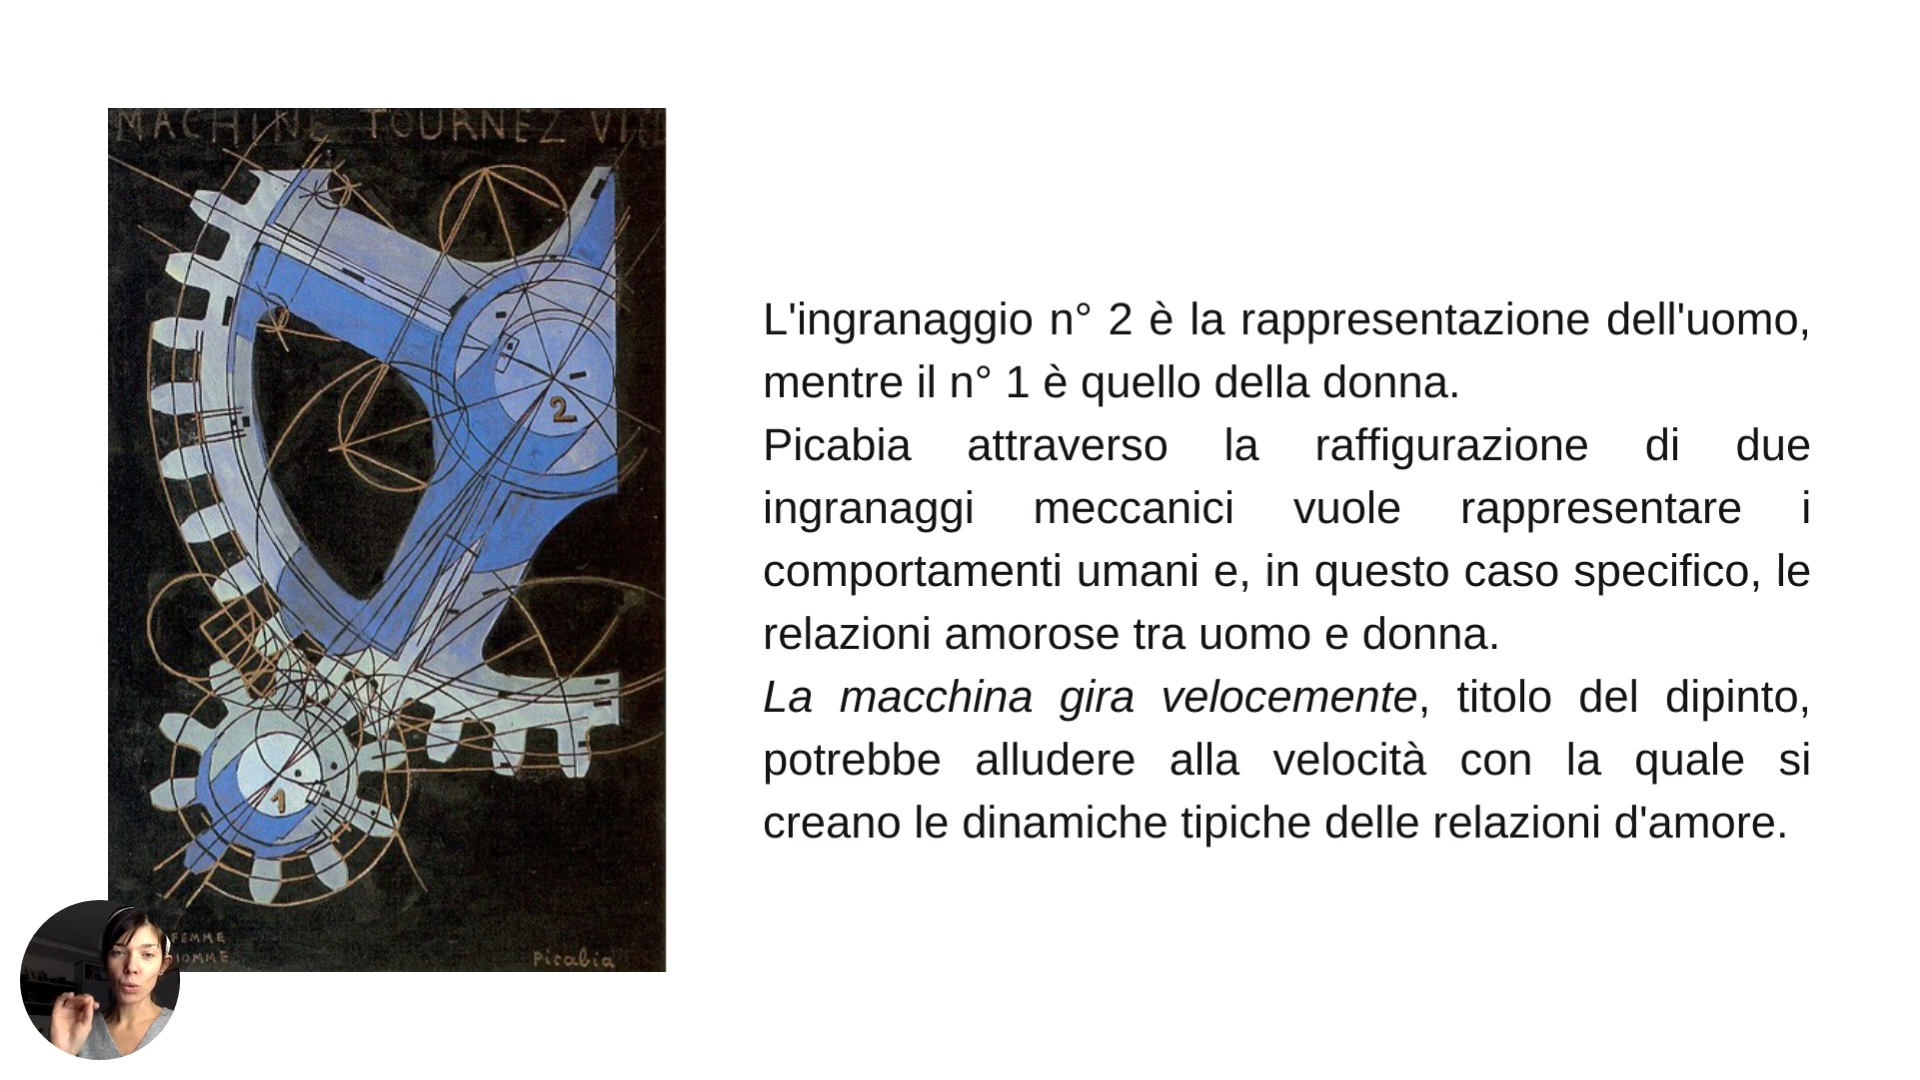 MACHINE TOURNEZ VITE
2
1
FEMME
HOMME
Picabia
L'ingranaggio n° 2 è la rappresentazione dell'uomo,
mentre il n° 1 è quello della donna.
Picabia attraverso la raffigurazione di due
ingranaggi meccanici vuole rappresentare i
comportamenti umani e, in questo caso specifico, le
relazioni amorose tra uomo e donna.
La macchina gira velocemente, titolo del dipinto,
potrebbe alludere alla velocità con la quale si
creano le dinamiche tipiche delle relazioni d'amore.